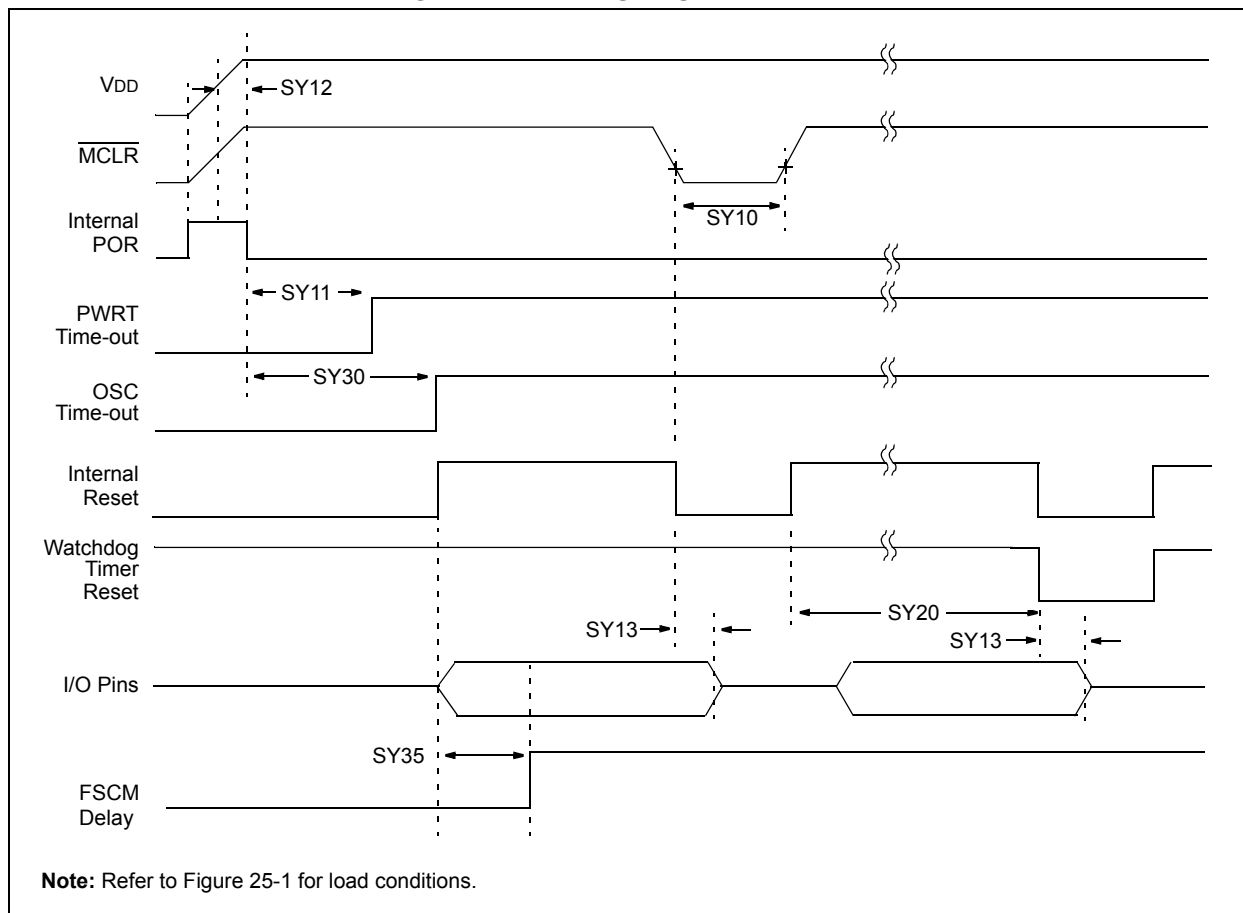 VDD
SY12
MCLR
SY10
Internal
POR
SY11
PWRT
Time-out
SY30
OSC
Time-out
Internal
Reset
Watchdog
Timer
Reset
SY20
SY13
SY13
I/O Pins
SY35
FSCM
Delay
Note: Refer to Figure 25-1 for load conditions.